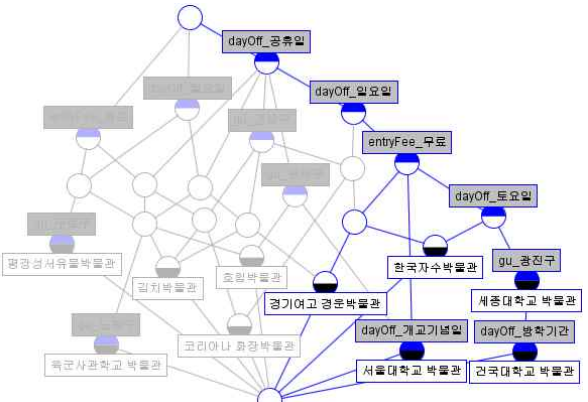 dayOff_공휴일
dayOff_일요일
entryFee_무료
dayOff_토요일
평강성서유물박물관
김치박물관
호림박물관
한국자수박물관
gu_광진구
경기여고 경운박물관
세종대학교 박물관
코리아나 화장박물관
dayOff_개교기념일
dayOff_방학기간
육군사관학교 박물관
서울대학교 박물관
건국대학교 박물관